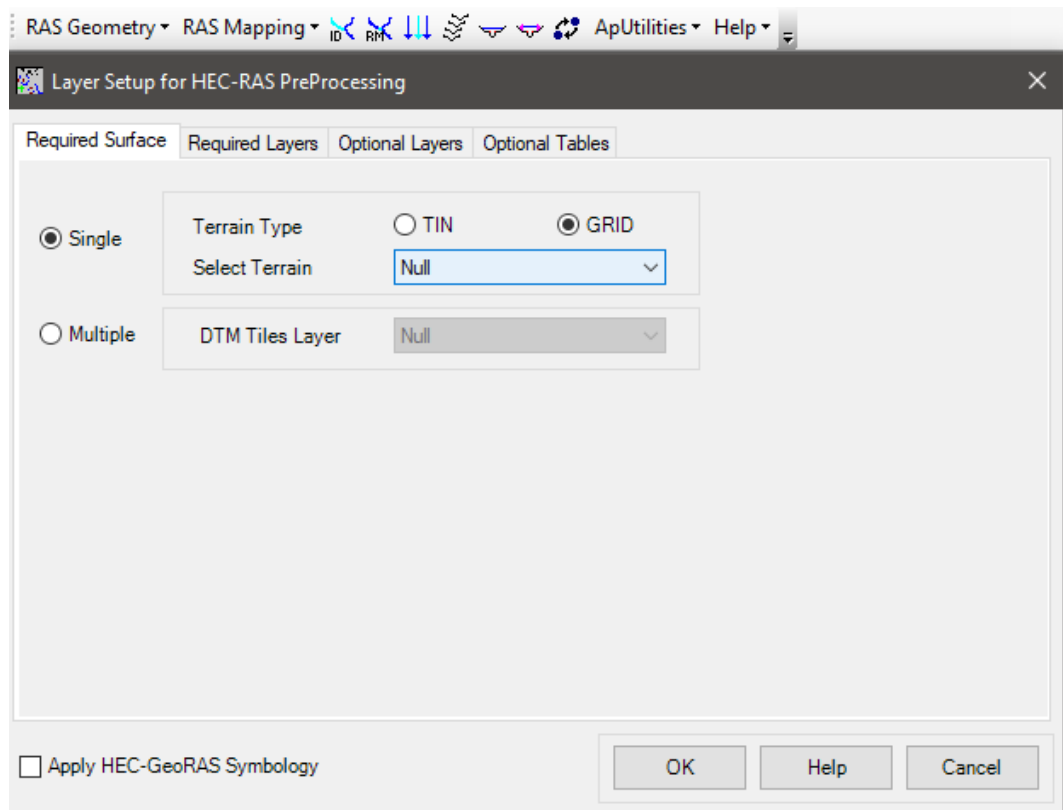 RAS Geometry RAS Mapping ID RM ApUtilities Help
Layer Setup for HEC-RAS PreProcessing
Required Surface Required Layers Optional Layers Optional Tables
Single Terrain Type TIN GRID
Select Terrain Null
Multiple DTM Tiles Layer Null
Apply HEC-GeoRAS Symbology OK Help Cancel